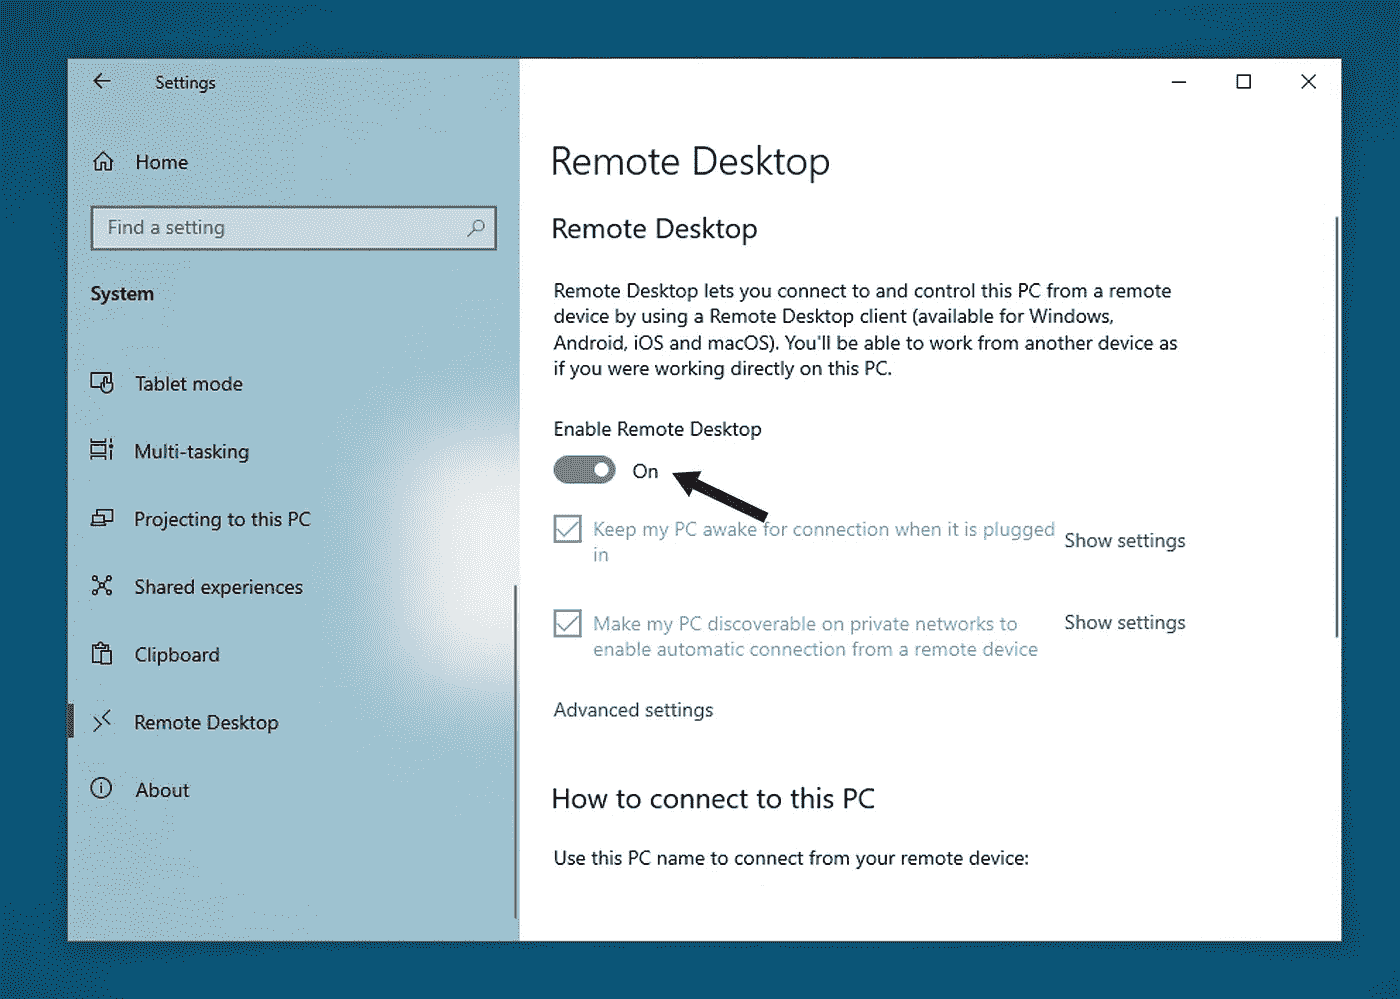 Settings
Home
Find a setting
System
Tablet mode
Multi-tasking
Projecting to this PC
Shared experiences
Clipboard
Remote Desktop
About
Remote Desktop
Remote Desktop
Remote Desktop lets you connect to and control this PC from a remote
device by using a Remote Desktop client (available for Windows,
Android, iOS and macOS). You'll be able to work from another device as
if you were working directly on this PC.
Enable Remote Desktop
On
Keep my PC awake for connection when it is plugged
in
Show settings
Make my PC discoverable on private networks to
enable automatic connection from a remote device
Show settings
Advanced settings
How to connect to this PC
Use this PC name to connect from your remote device: